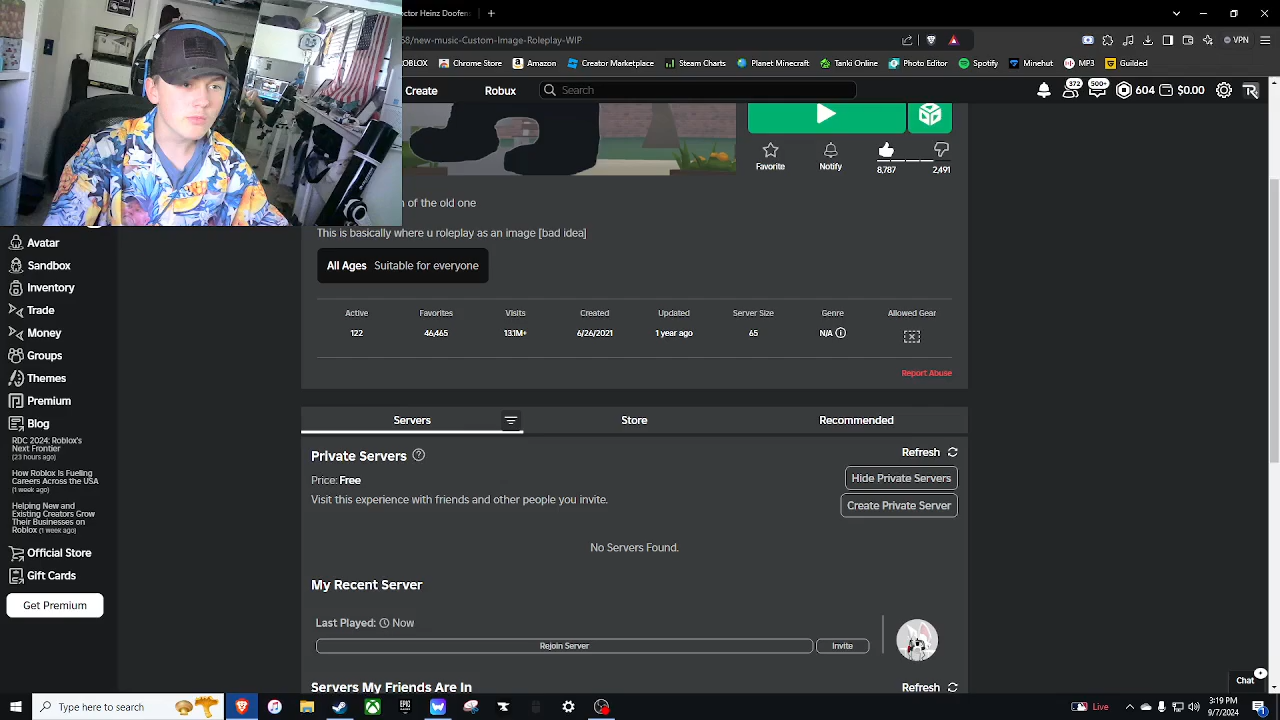 ctor Heinz Doofens
58/new-music-Custom-Image-Roleplay-WIP
VPN
OBLOX
Chrome Store
Amazon
Creator Marketplace
Steam Charts
Planet Minecraft
Tanki Online
Photo Editor
Spotify
Minehut
MP3
Guilded
Create
Robux
Search
372
500+
604
$0.00
Favorite
Notify
8,787
2,491
n of the old one
This is basically where u roleplay as an image [bad idea]
All Ages Suitable for everyone
Active
Favorites
Visits
Created
Updated
Server Size
Genre
Allowed Gear
122
46,465
13.1M+
6/26/2021
1 year ago
65
N/A
Report Abuse
Avatar
Sandbox
Inventory
Trade
Money
Groups
Themes
Premium
Blog
RDC 2024: Roblox's
Next Frontier
(23 hours ago)
How Roblox Is Fueling
Careers Across the USA
(1 week ago)
Helping New and
Existing Creators Grow
Their Businesses on
Roblox (1 week ago)
Official Store
Gift Cards
Get Premium
Servers
Store
Recommended
Private Servers
Refresh
Price: Free
Hide Private Servers
Visit this experience with friends and other people you invite.
Create Private Server
No Servers Found.
My Recent Server
Last Played: Now
Rejoin Server
Invite
Servers My Friends Are In
Refresh
Chat
Type here to search
EPIC
Live
3:19 PM
9/7/2024